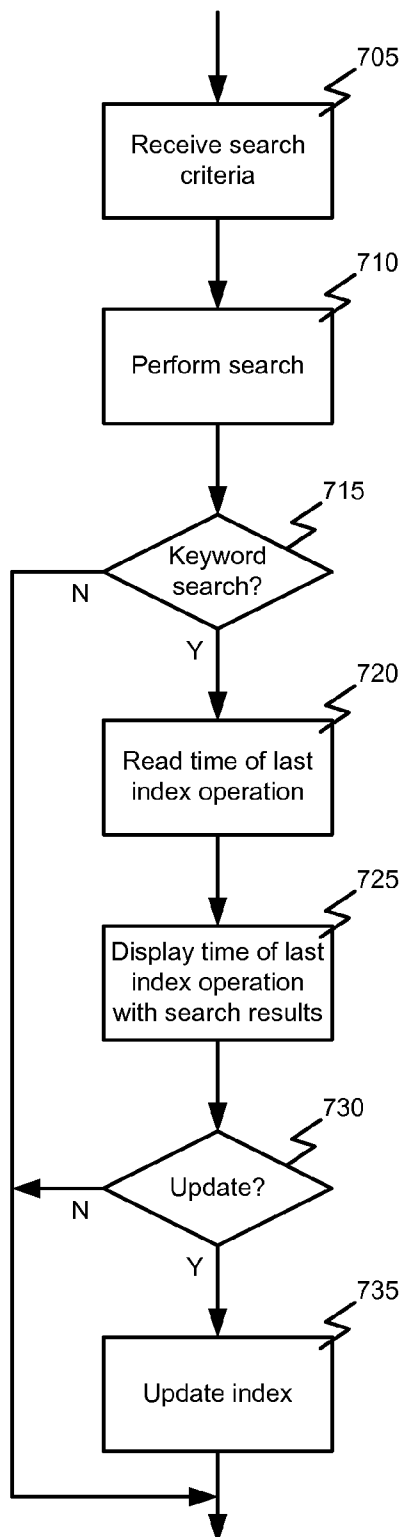 705
Receive search
criteria
710
Perform search
715
Keyword
search?
N
Y
720
Read time of last
index operation
725
Display time of last
index operation
with search results
730
Update?
N
Y
735
Update index